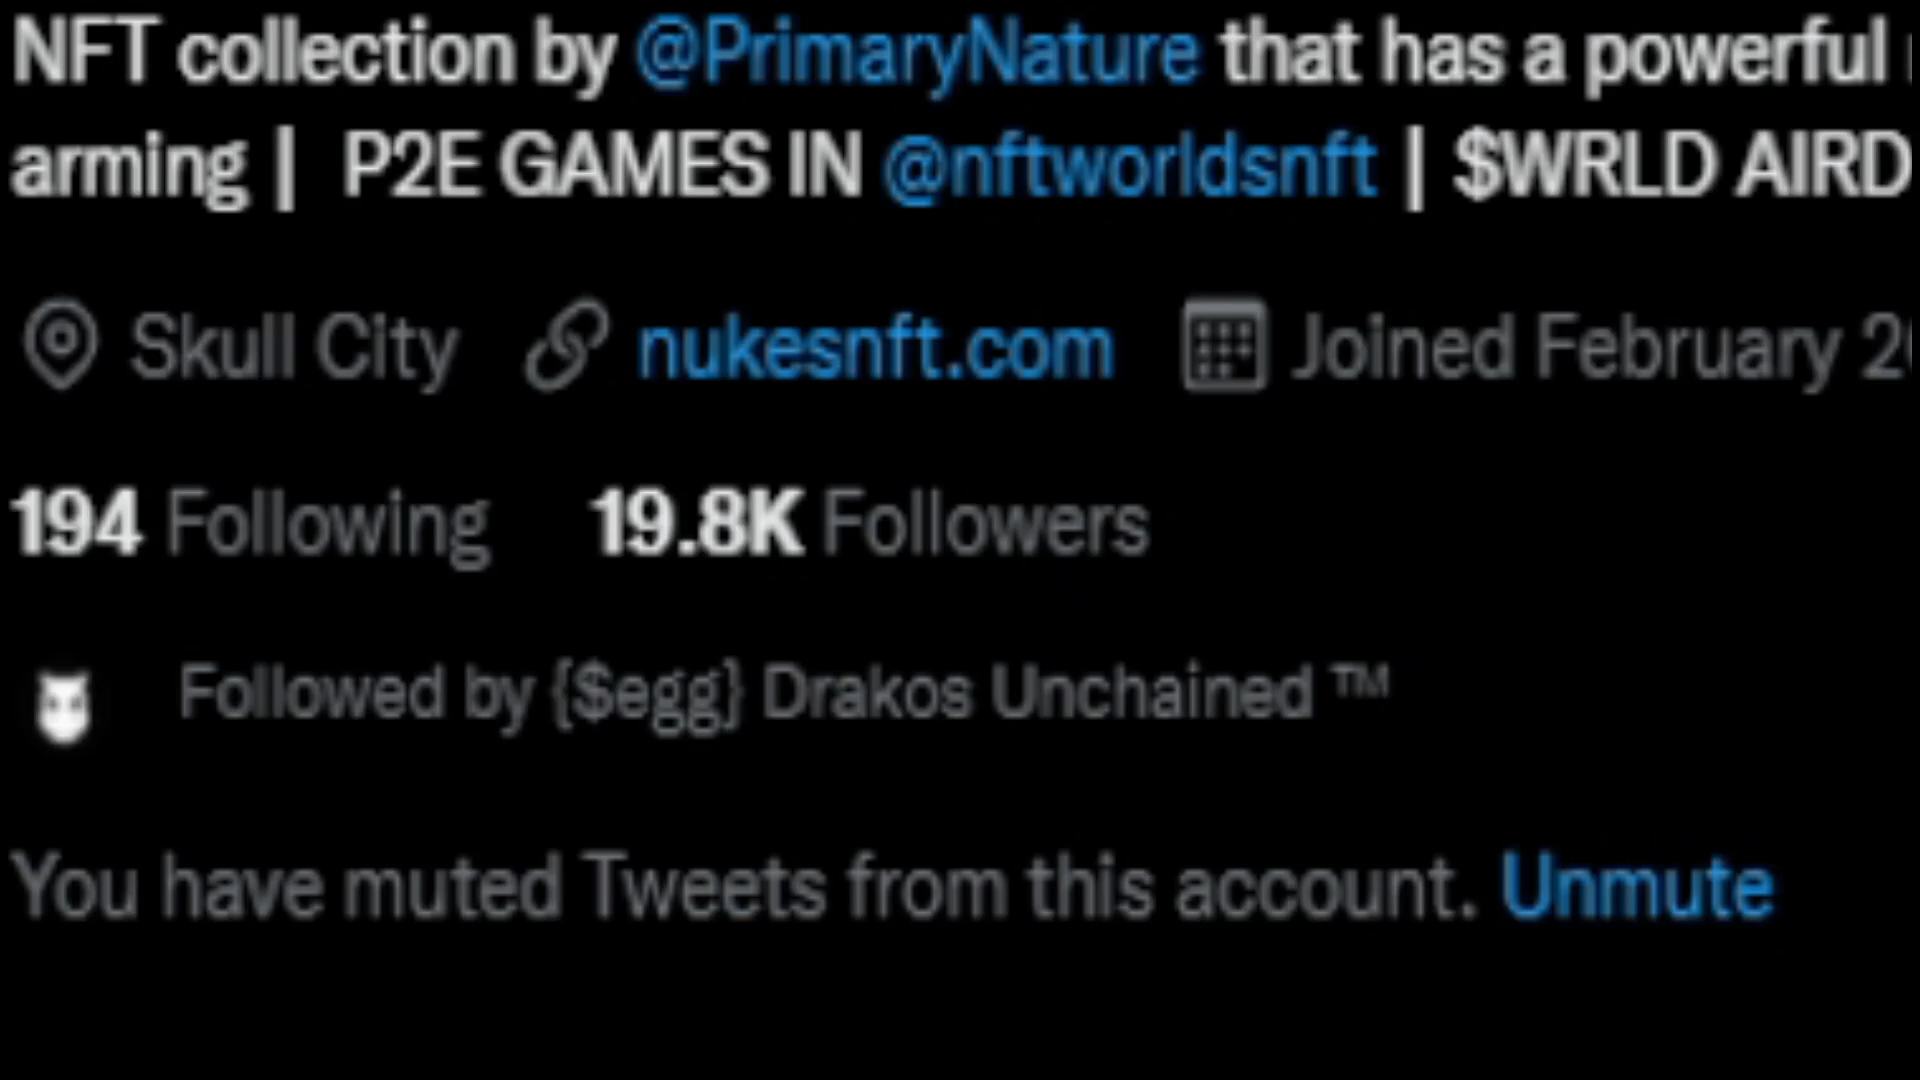 NFT collection by @PrimaryNature that has a powerful
arming | P2E GAMES IN @nftworldsnft | $WRLD AIRD
Skull City nukesnft.com Joined February 2
194 Following 19.8K Followers
Followed by {$egg} Drakos Unchained ™
You have muted Tweets from this account. Unmute